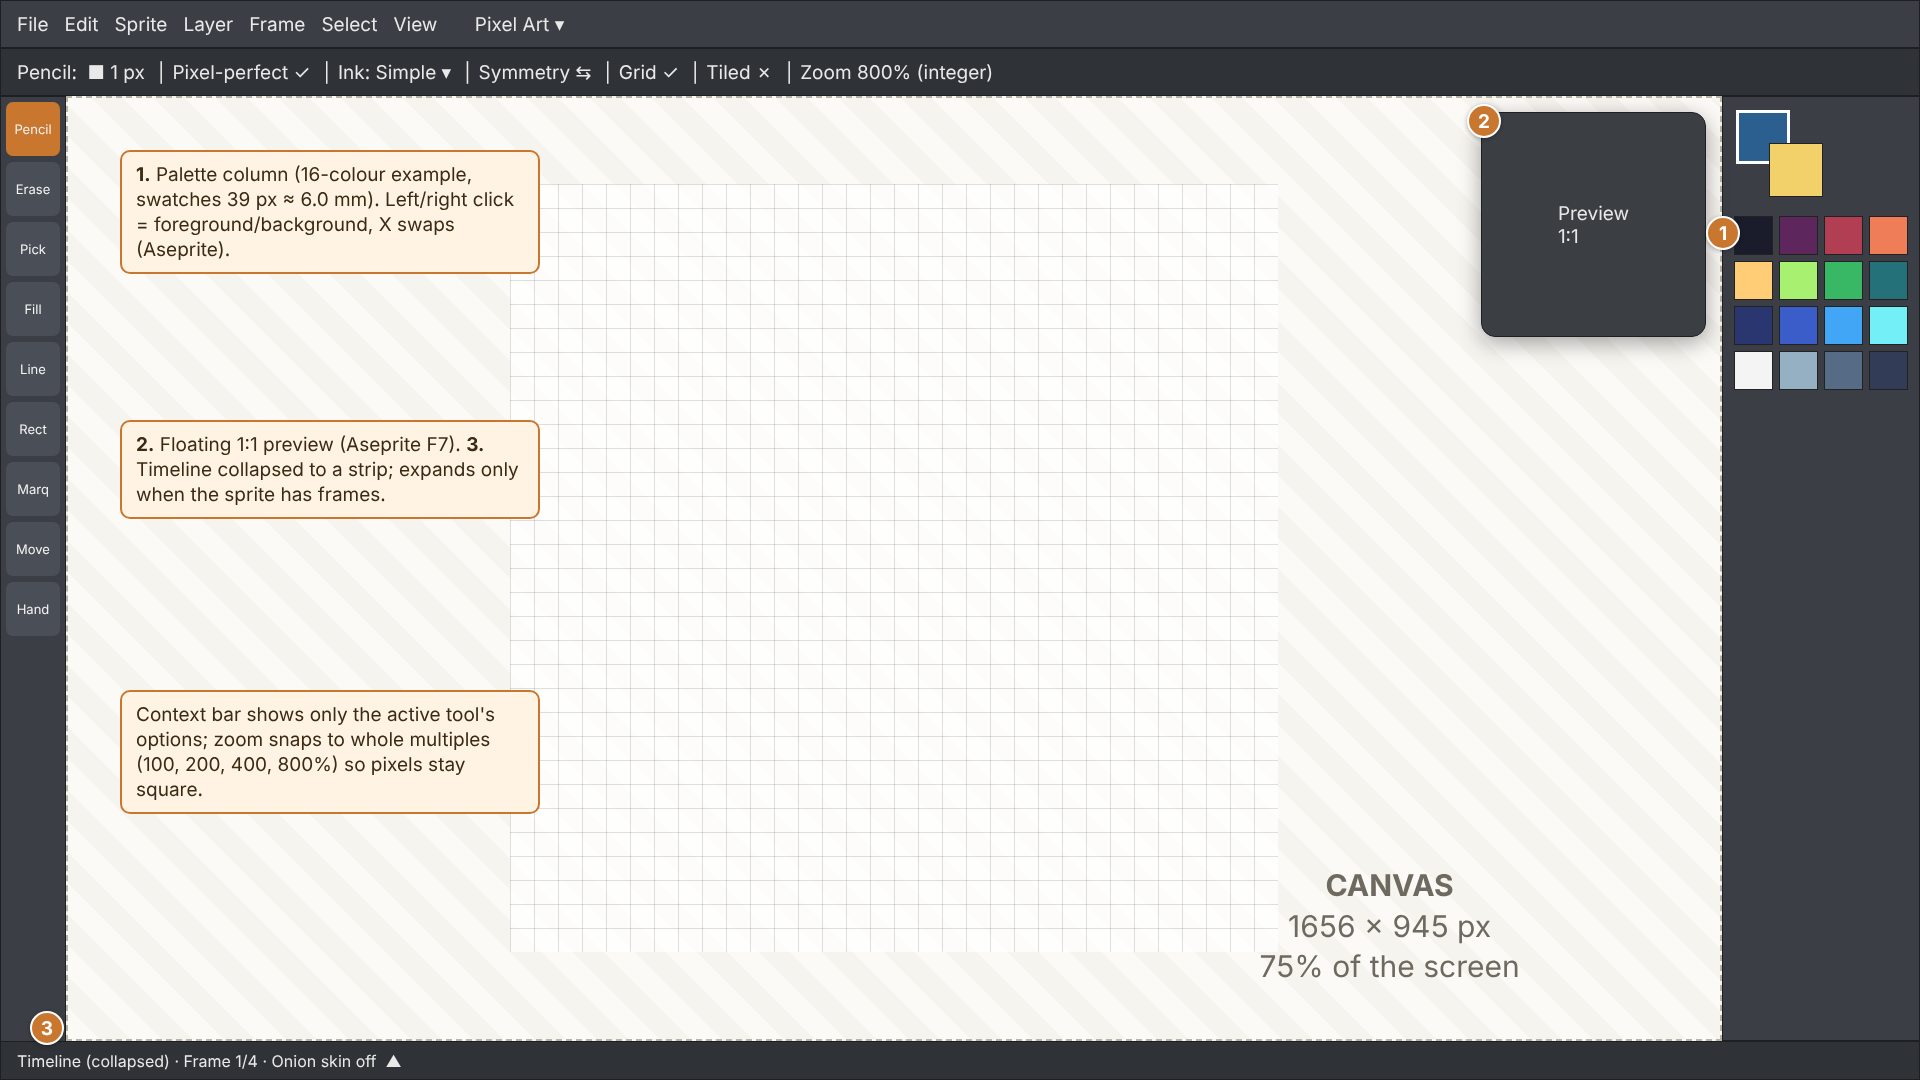 File Edit Sprite Layer Frame Select View Pixel Art ▾
Pencil: ■ 1 px | Pixel-perfect ✓ | Ink: Simple ▾ | Symmetry ⇆ | Grid ✓ | Tiled × | Zoom 800% (integer)
Pencil
Erase
Pick
Fill
Line
Rect
Marq
Move
Hand
1. Palette column (16-colour example,
swatches 39 px ≈ 6.0 mm). Left/right click
= foreground/background, X swaps
(Aseprite).
2. Floating 1:1 preview (Aseprite F7). 3.
Timeline collapsed to a strip; expands only
when the sprite has frames.
Context bar shows only the active tool's
options; zoom snaps to whole multiples
(100, 200, 400, 800%) so pixels stay
square.
2
Preview
1:1
1
CANVAS
1656 × 945 px
75% of the screen
3
Timeline (collapsed) · Frame 1/4 · Onion skin off ▲